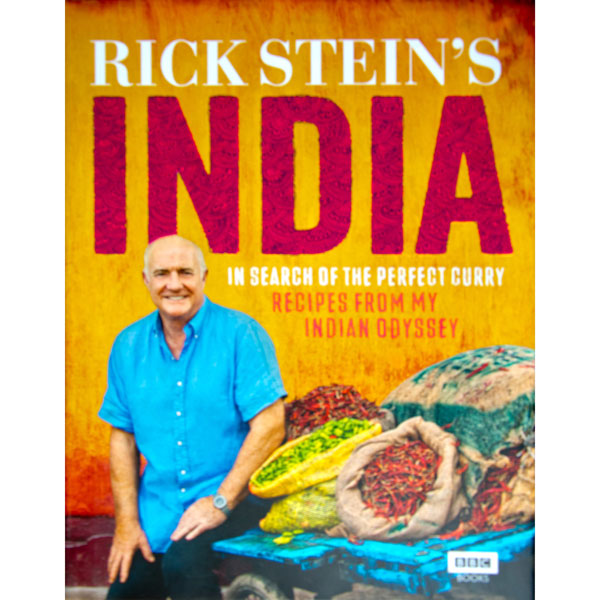 RICK STEIN'S
INDIA
IN SEARCH OF THE PERFECT CURRY
RECIPES FROM MY
INDIAN ODYSSEY
BBC
BOOKS